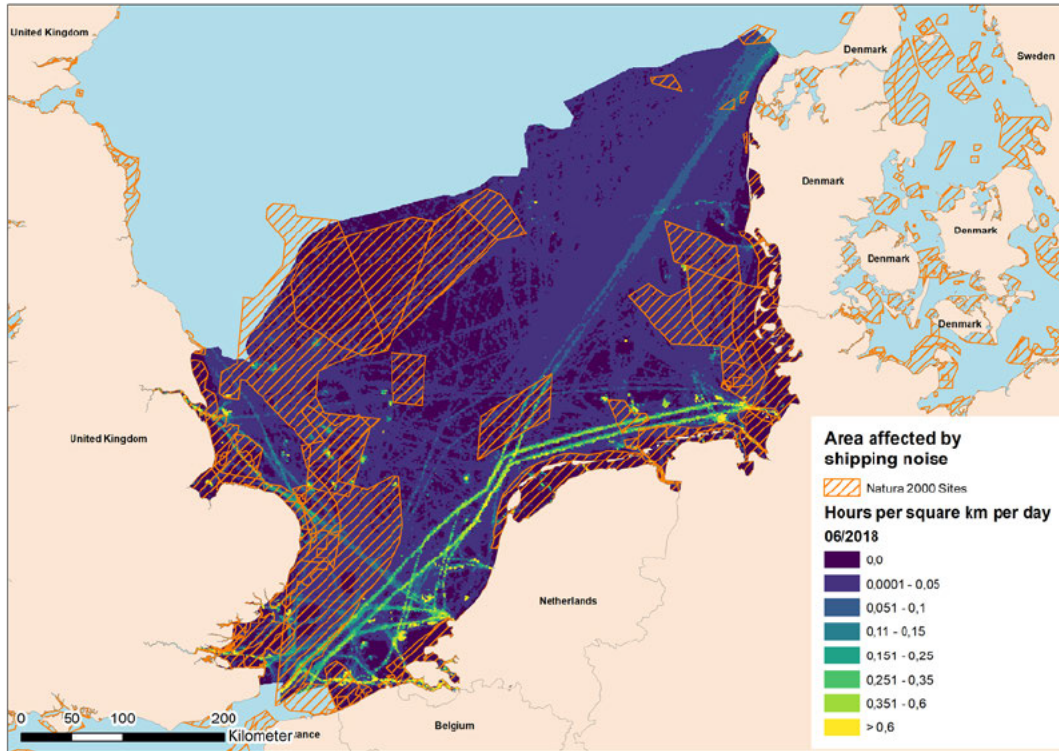 United Kingdom
Denmark
Sweden
Denmark
Denmark
Denmark
Denmark
United Kingdom
Netherlands
Belgium
ance
Area affected by
shipping noise
Natura 2000 Sites
Hours per square km per day
06/2018
0,0
0,0001 - 0,05
0,051 - 0,1
0,11 - 0,15
0,151 - 0,25
0,251 - 0,35
0,351 - 0,6
> 0,6
0 50 100 200
Kilometer